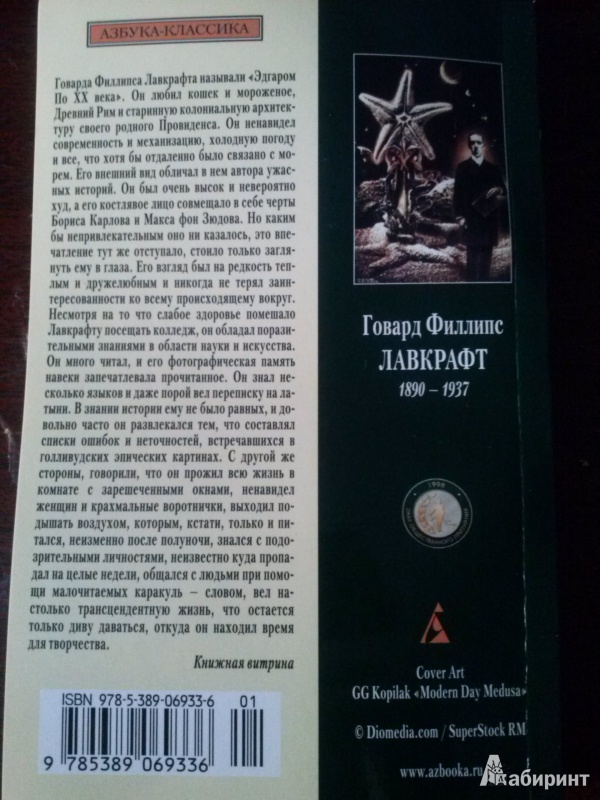 АЗБУКА-КЛАССИКА
Говарда Филлипса Лавкрафта называли «Эдгаром
По XX века». Он любил кошек и мороженое,
Древний Рим и старинную колониальную архитек-
туру своего родного Провиденса. Он ненавидел
современность и механизацию, холодную погоду
и все, что хотя бы отдаленно было связано с мо-
рем. Его внешний вид обличал в нем автора ужас-
ных историй. Он был очень высок и невероятно
худ, а его костлявое лицо совмещало в себе черты
Бориса Карлова и Макса фон Зюдова. Но каким
бы непривлекательным оно ни казалось, это впе-
чатление тут же отступало, стоило только загля-
нуть ему в глаза. Его взгляд был на редкость теп-
лым и дружелюбным и никогда не терял заин-
тересованности ко всему происходящему вокруг.
Несмотря на то что слабое здоровье помешало
Лавкрафту посещать колледж, он обладал порази-
тельными знаниями в области науки и искусства.
Он много читал, и его фотографическая память
навеки запечатлевала прочитанное. Он знал не-
сколько языков и даже порой вел переписку на ла-
тыни. В знании истории ему не было равных, и до-
вольно часто он развлекался тем, что составлял
списки ошибок и неточностей, встречавшихся в
голливудских эпических картинах. С другой же
стороны, говорили, что он прожил всю жизнь в
комнате с зарешеченными окнами, ненавидел
женщин и крахмальные воротнички, выходил по-
дышать воздухом, которым, кстати, только и пи-
тался, неизменно после полуночи, знался с подо-
зрительными личностями, неизвестно куда пропа-
дал на целые недели, общался с людьми при помо-
щи малочитаемых каракуль – словом, вел на-
столько трансцендентную жизнь, что остается
только диву даваться, откуда он находил время
для творчества.
Книжная витрина
ISBN 978-5-389-06933-6
01
9 785389 069336
Говард Филлипс
ЛАВКРАФТ
1890 – 1937
1998
Cover Art
GG Kopilak «Modern Day Medusa»
© Diomedia.com / SuperStock RM
www.azbooka.ru
Лабиринт